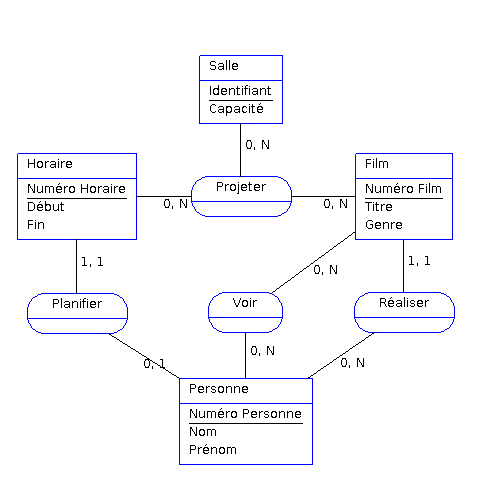 Salle
Identifiant
Capacité
0, N
Horaire
Numéro Horaire
Début
Fin
Projeter
0, N
0, N
Film
Numéro Film
Titre
Genre
1, 1
0, N
1, 1
Planifier
Voir
Réaliser
0, 1
0, N
0, N
Personne
Numéro Personne
Nom
Prénom